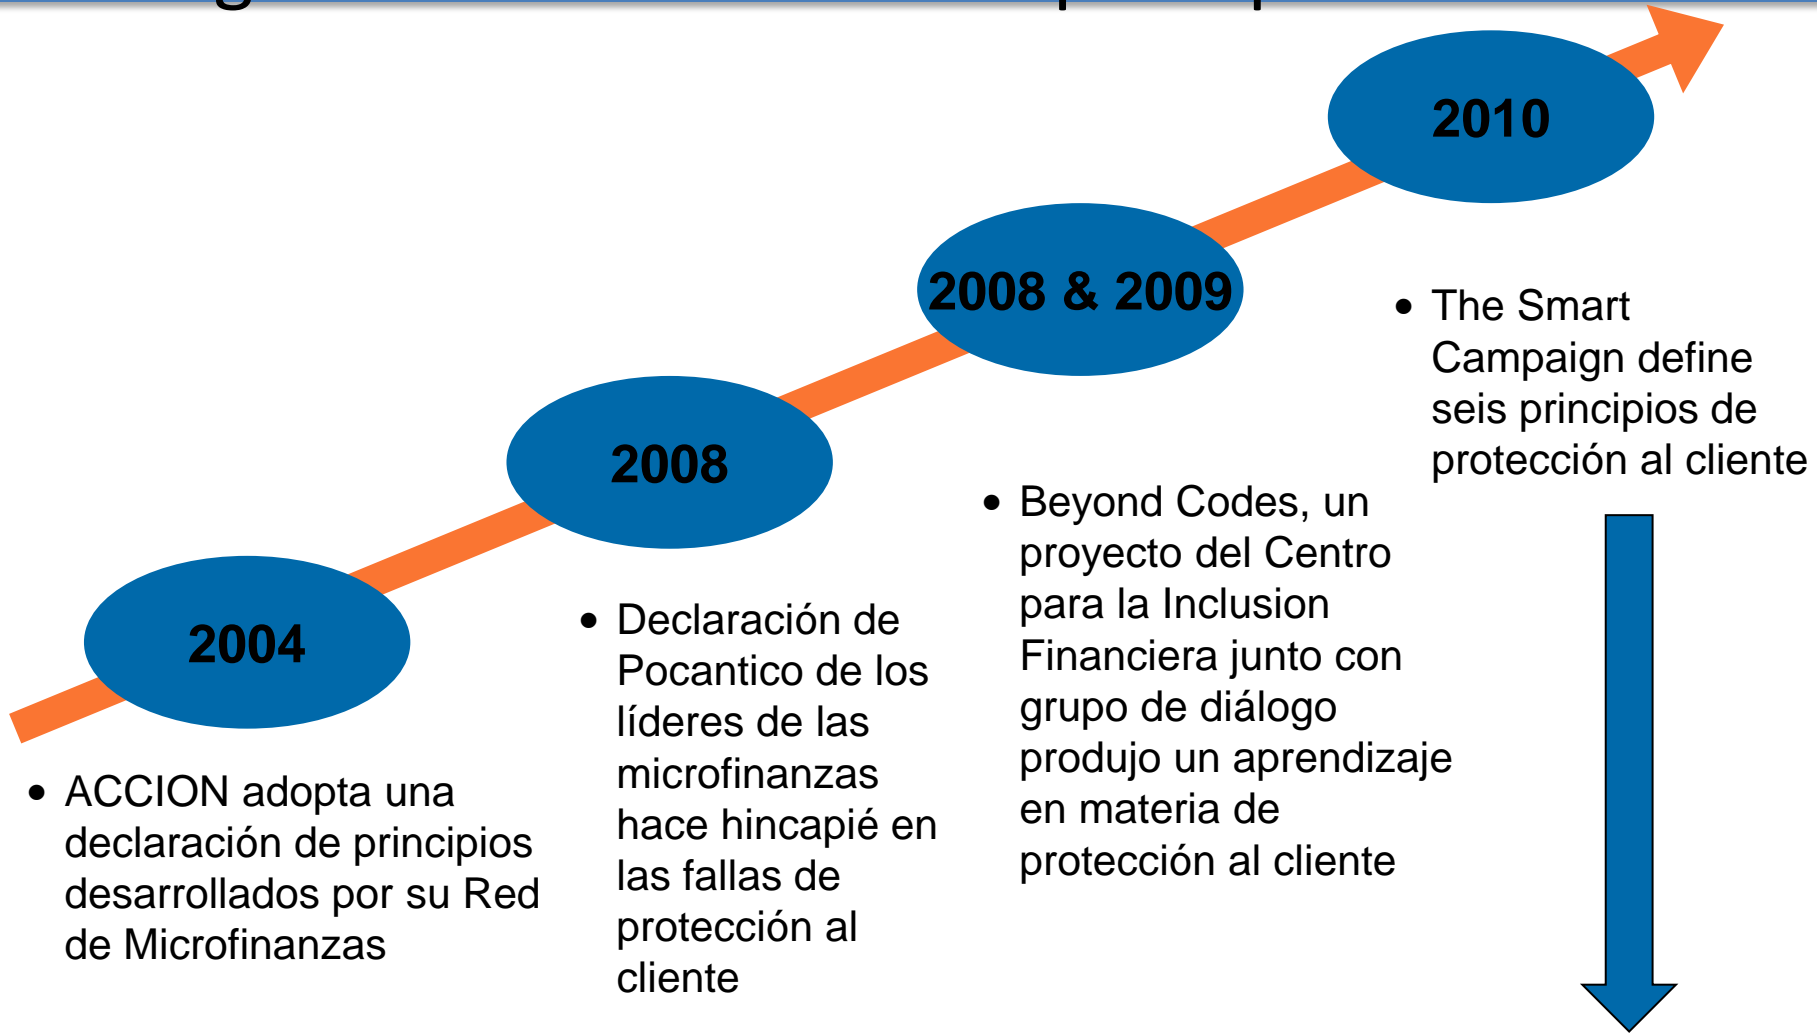 2004
• ACCION adopta una
declaración de principios
desarrollados por su Red
de Microfinanzas
2008
• Declaración de
Pocantico de los
líderes de las
microfinanzas
hace hincapié en
las fallas de
protección al
cliente
2008 & 2009
• Beyond Codes, un
proyecto del Centro
para la Inclusion
Financiera junto con
grupo de diálogo
produjo un aprendizaje
en materia de
protección al cliente
2010
• The Smart
Campaign define
seis principios de
protección al cliente